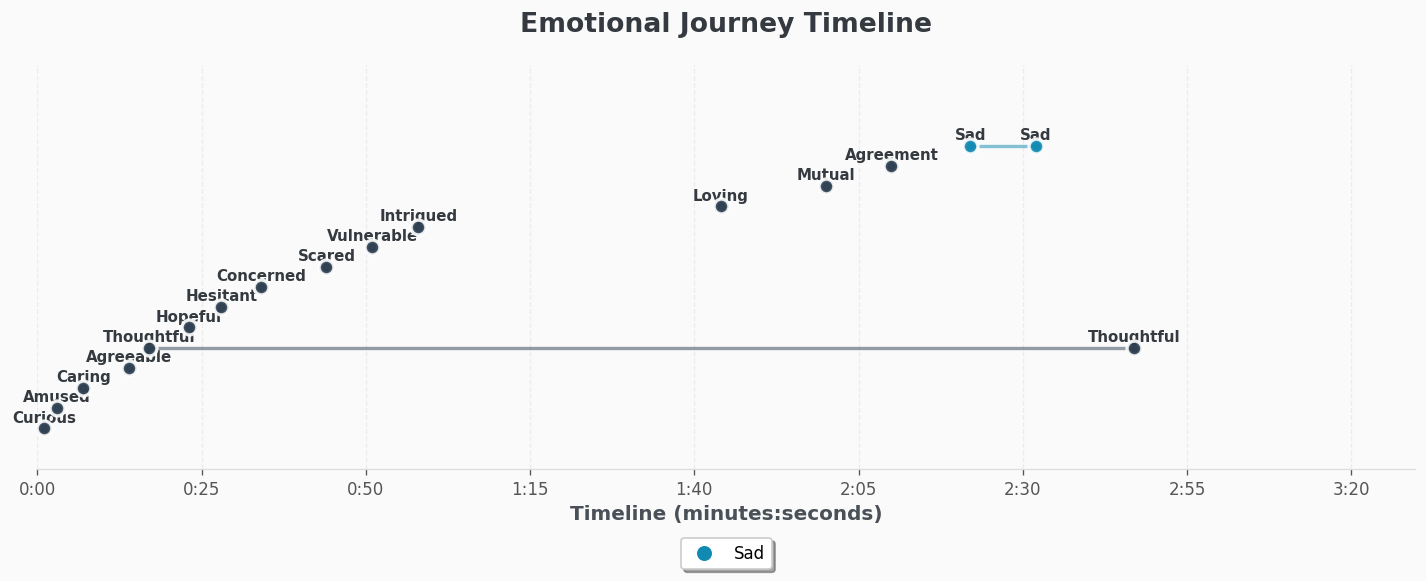 Emotional Journey Timeline
Sad Sad
Agreement
Mutual
Loving
Intrigued
Vulnerable
Scared
Concerned
Hesitant
Hopeful
Thoughtful Thoughtful
Agreeable
Caring
Amused
Curious
0:00 0:25 0:50 1:15 1:40 2:05 2:30 2:55 3:20
Timeline (minutes:seconds)
Sad